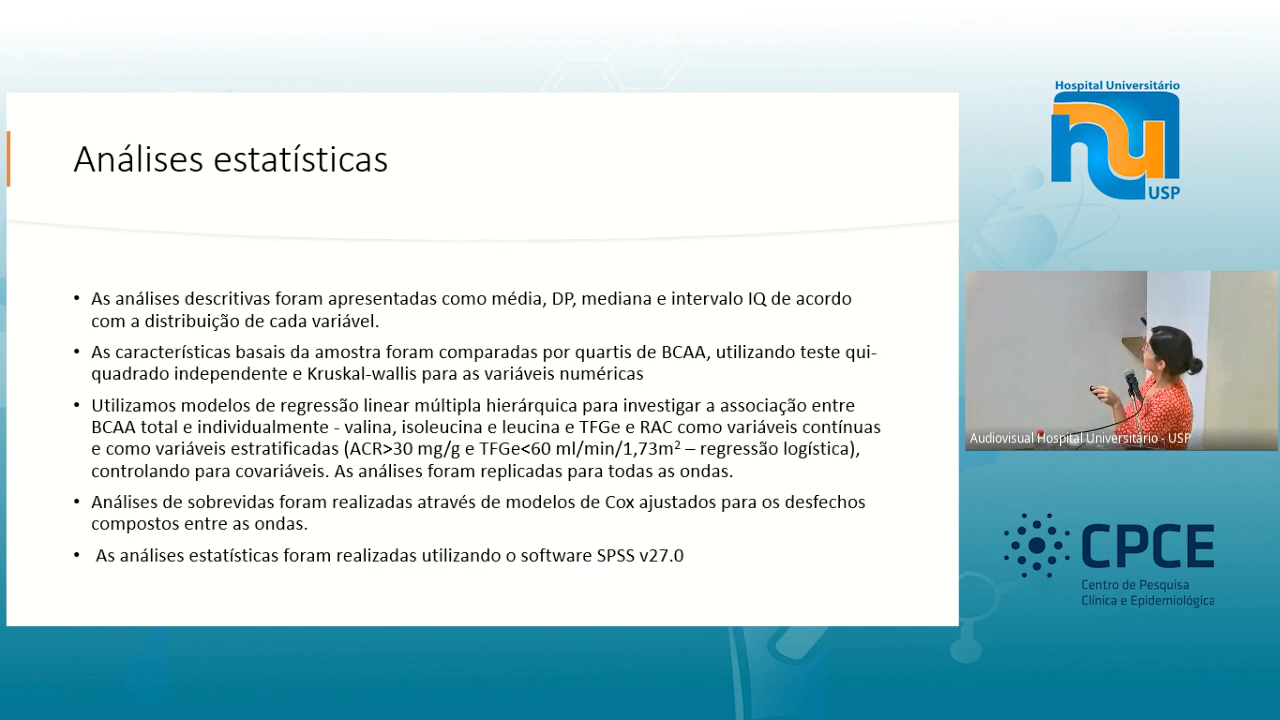 Análises estatísticas
• As análises descritivas foram apresentadas como média, DP, mediana e intervalo IQ de acordo
com a distribuição de cada variável.
• As características basais da amostra foram comparadas por quartis de BCAA, utilizando teste qui-
quadrado independente e Kruskal-wallis para as variáveis numéricas
• Utilizamos modelos de regressão linear múltipla hierárquica para investigar a associação entre
BCAA total e individualmente - valina, isoleucina e leucina e TFGe e RAC como variáveis contínuas
e como variáveis estratificadas (ACR>30 mg/g e TFGe<60 ml/min/1,73m² – regressão logística),
controlando para covariáveis. As análises foram replicadas para todas as ondas.
• Análises de sobrevidas foram realizadas através de modelos de Cox ajustados para os desfechos
compostos entre as ondas.
• As análises estatísticas foram realizadas utilizando o software SPSS v27.0
Hospital Universitário
hu
USP
Audiovisual Hospital Universitário - USP
CPCE
Centro de Pesquisa
Clínica e Epidemiológica